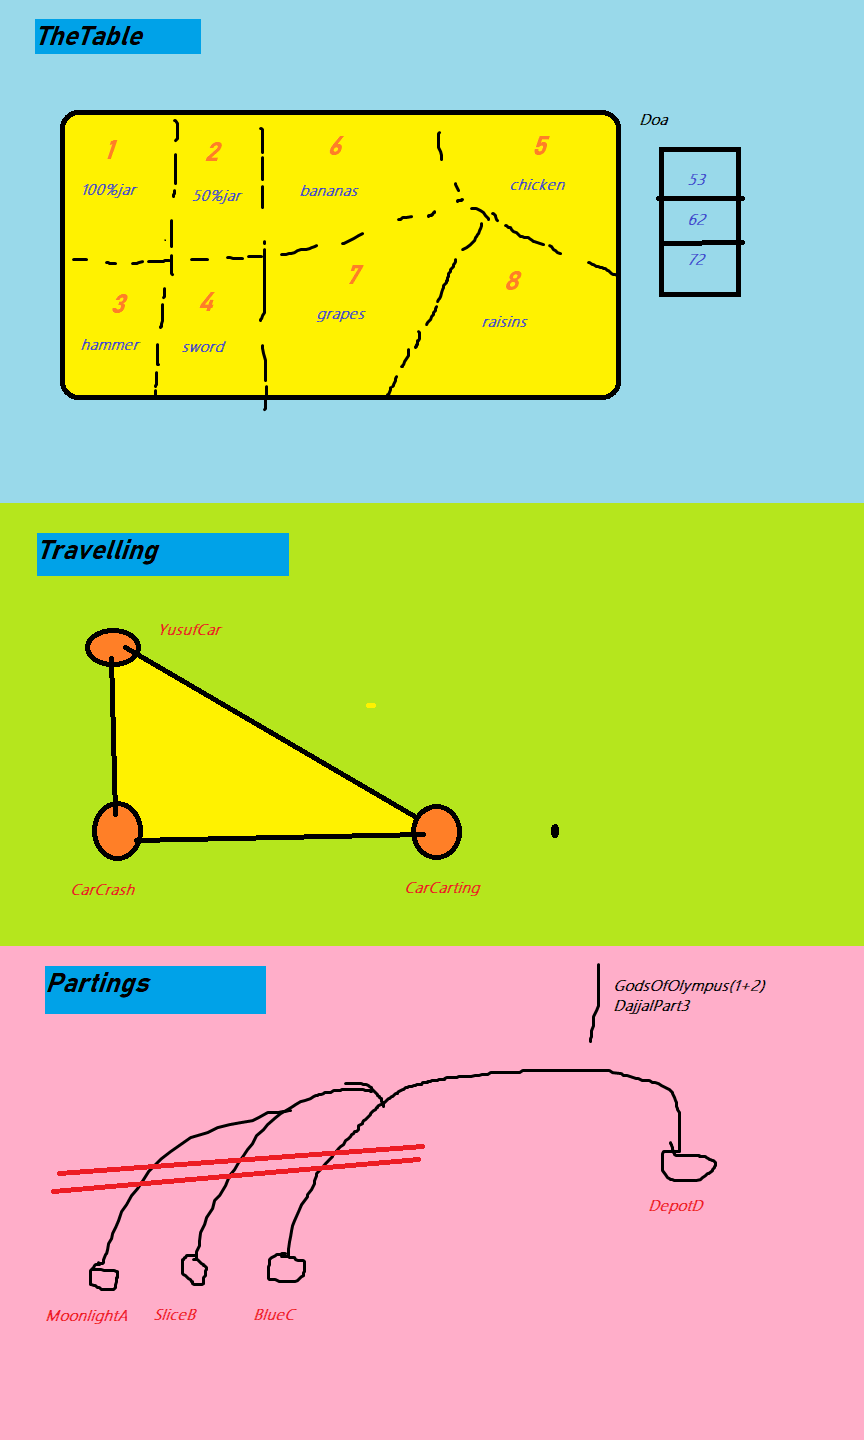 TheTable
Doa
1
2
6
5
100%jar
50%jar
bananas
chicken
53
62
72
3
4
7
8
hammer
sword
grapes
raisins
Travelling
YusufCar
CarCrash
CarCarting
Partings
GodsOfOlympus(1+2)
DajjalPart3
DepotD
MoonlightA
SliceB
BlueC